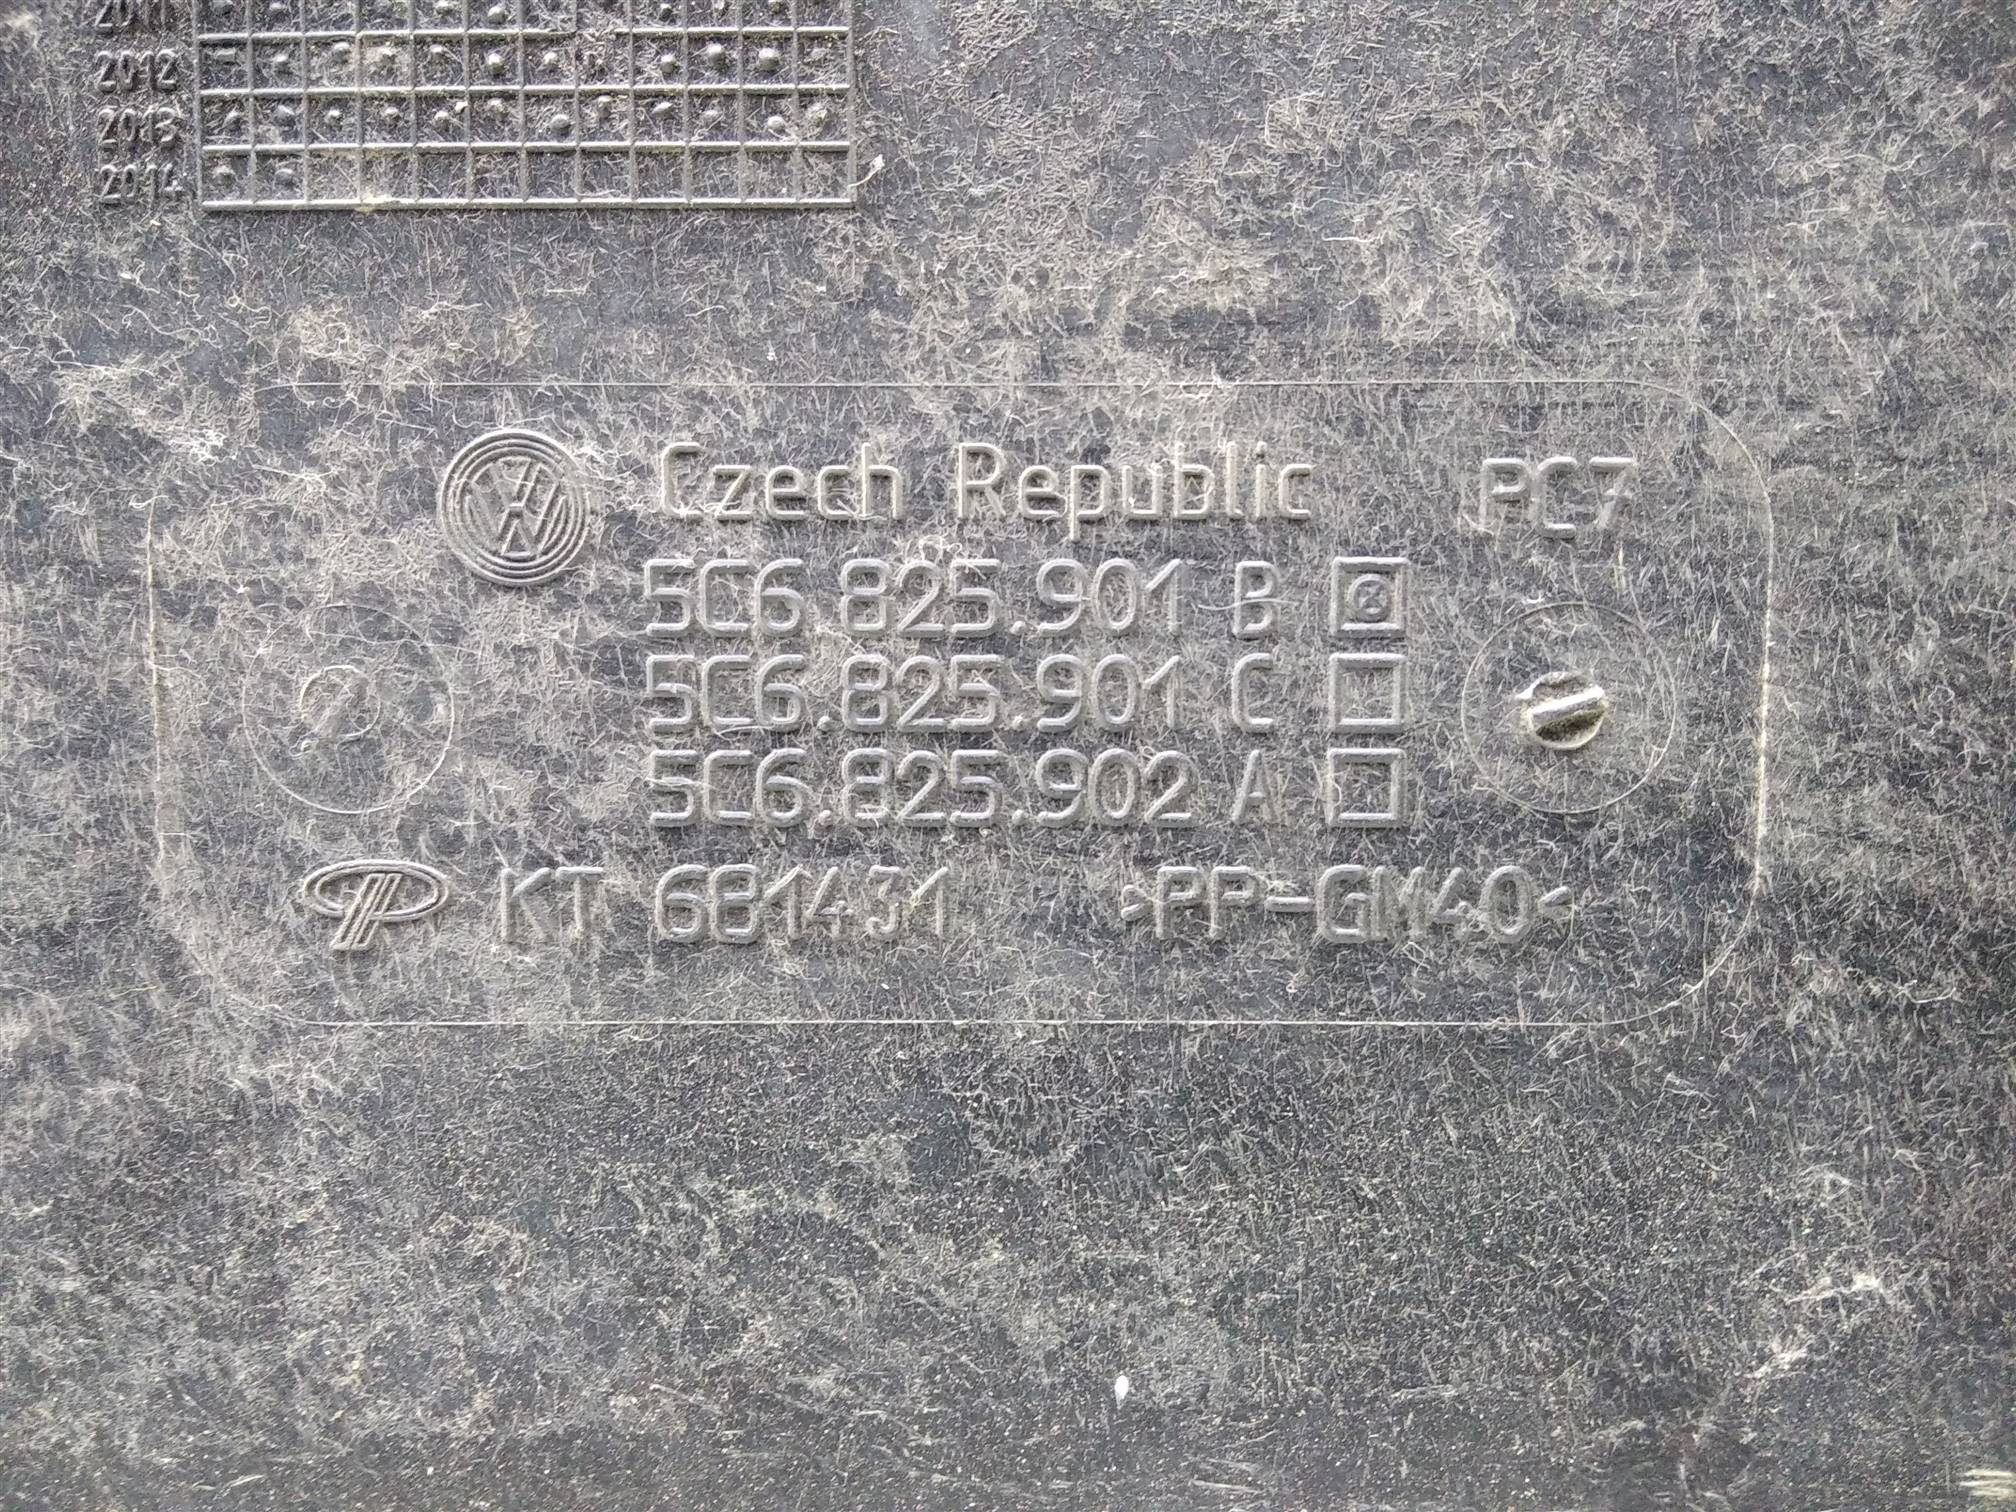 2011
2012
2013
2014
Czech Republic PC7
5C6.825.901 B
5C6.825.901 C
5C6.825.902 A
KT 681431 >PP-GM40<